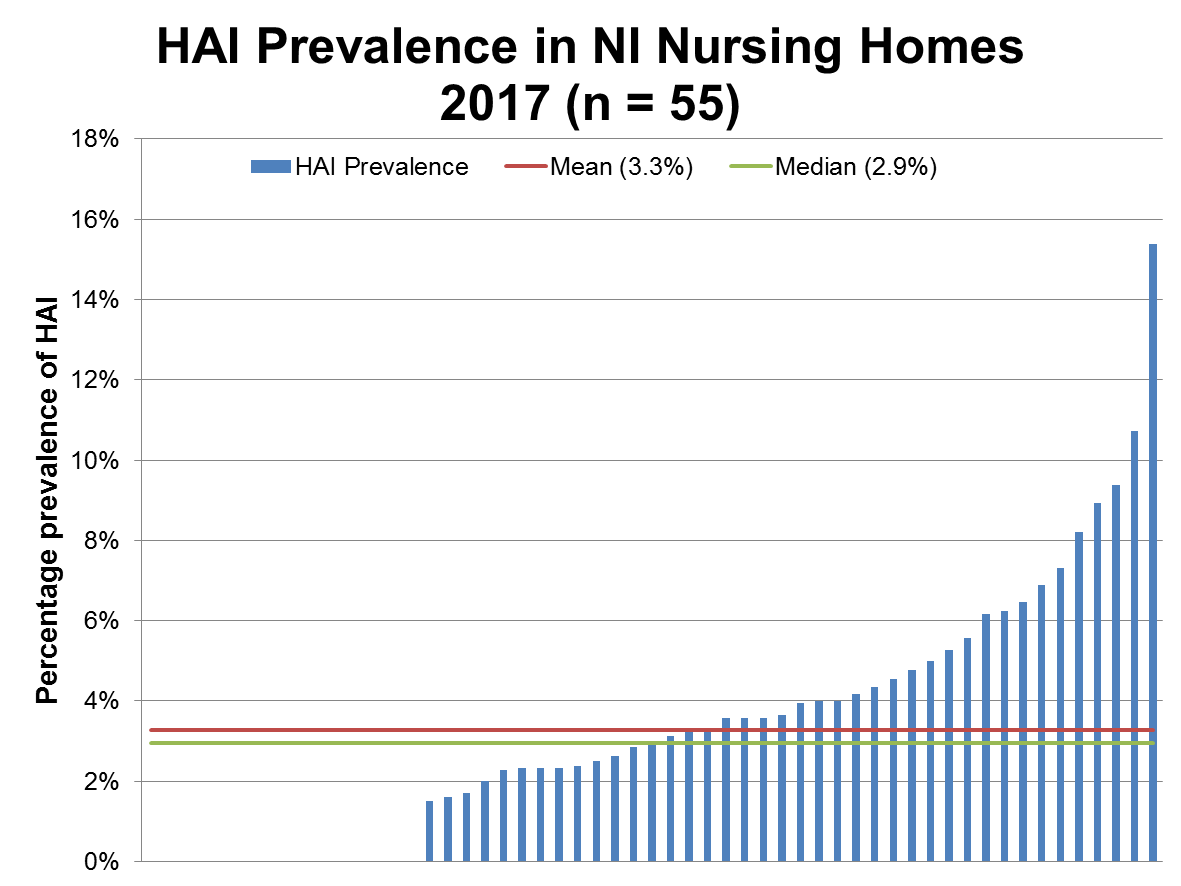 HAI Prevalence in NI Nursing Homes
2017 (n = 55)
HAI Prevalence
Mean (3.3%)
Median (2.9%)
Percentage prevalence of HAI
18%
16%
14%
12%
10%
8%
6%
4%
2%
0%